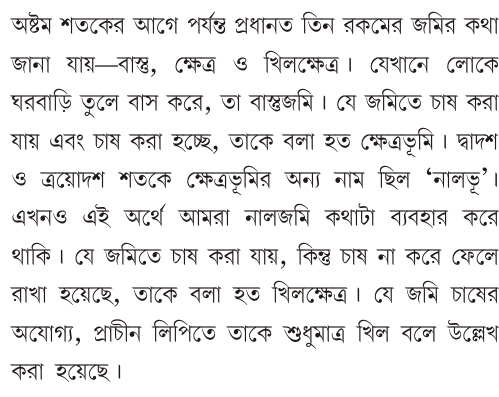 অষ্টম শতকের আগে পর্যন্ত প্রধানত তিন রকমের জমির কথা
জানা যায়—বাস্তু, ক্ষেত্র ও খিলক্ষেত্র। যেখানে লোকে
ঘরবাড়ি তুলে বাস করে, তা বাস্তুজমি। যে জমিতে চাষ করা
যায় এবং চাষ করা হচ্ছে, তাকে বলা হত ক্ষেত্রভূমি। দ্বাদশ
ও ত্রয়োদশ শতকে ক্ষেত্রভূমির অন্য নাম ছিল ‘নালভূ’।
এখনও এই অর্থে আমরা নালজমি কথাটা ব্যবহার করে
থাকি। যে জমিতে চাষ করা যায়, কিন্তু চাষ না করে ফেলে
রাখা হয়েছে, তাকে বলা হত খিলক্ষেত্র। যে জমি চাষের
অযোগ্য, প্রাচীন লিপিতে তাকে শুধুমাত্র খিল বলে উল্লেখ
করা হয়েছে।